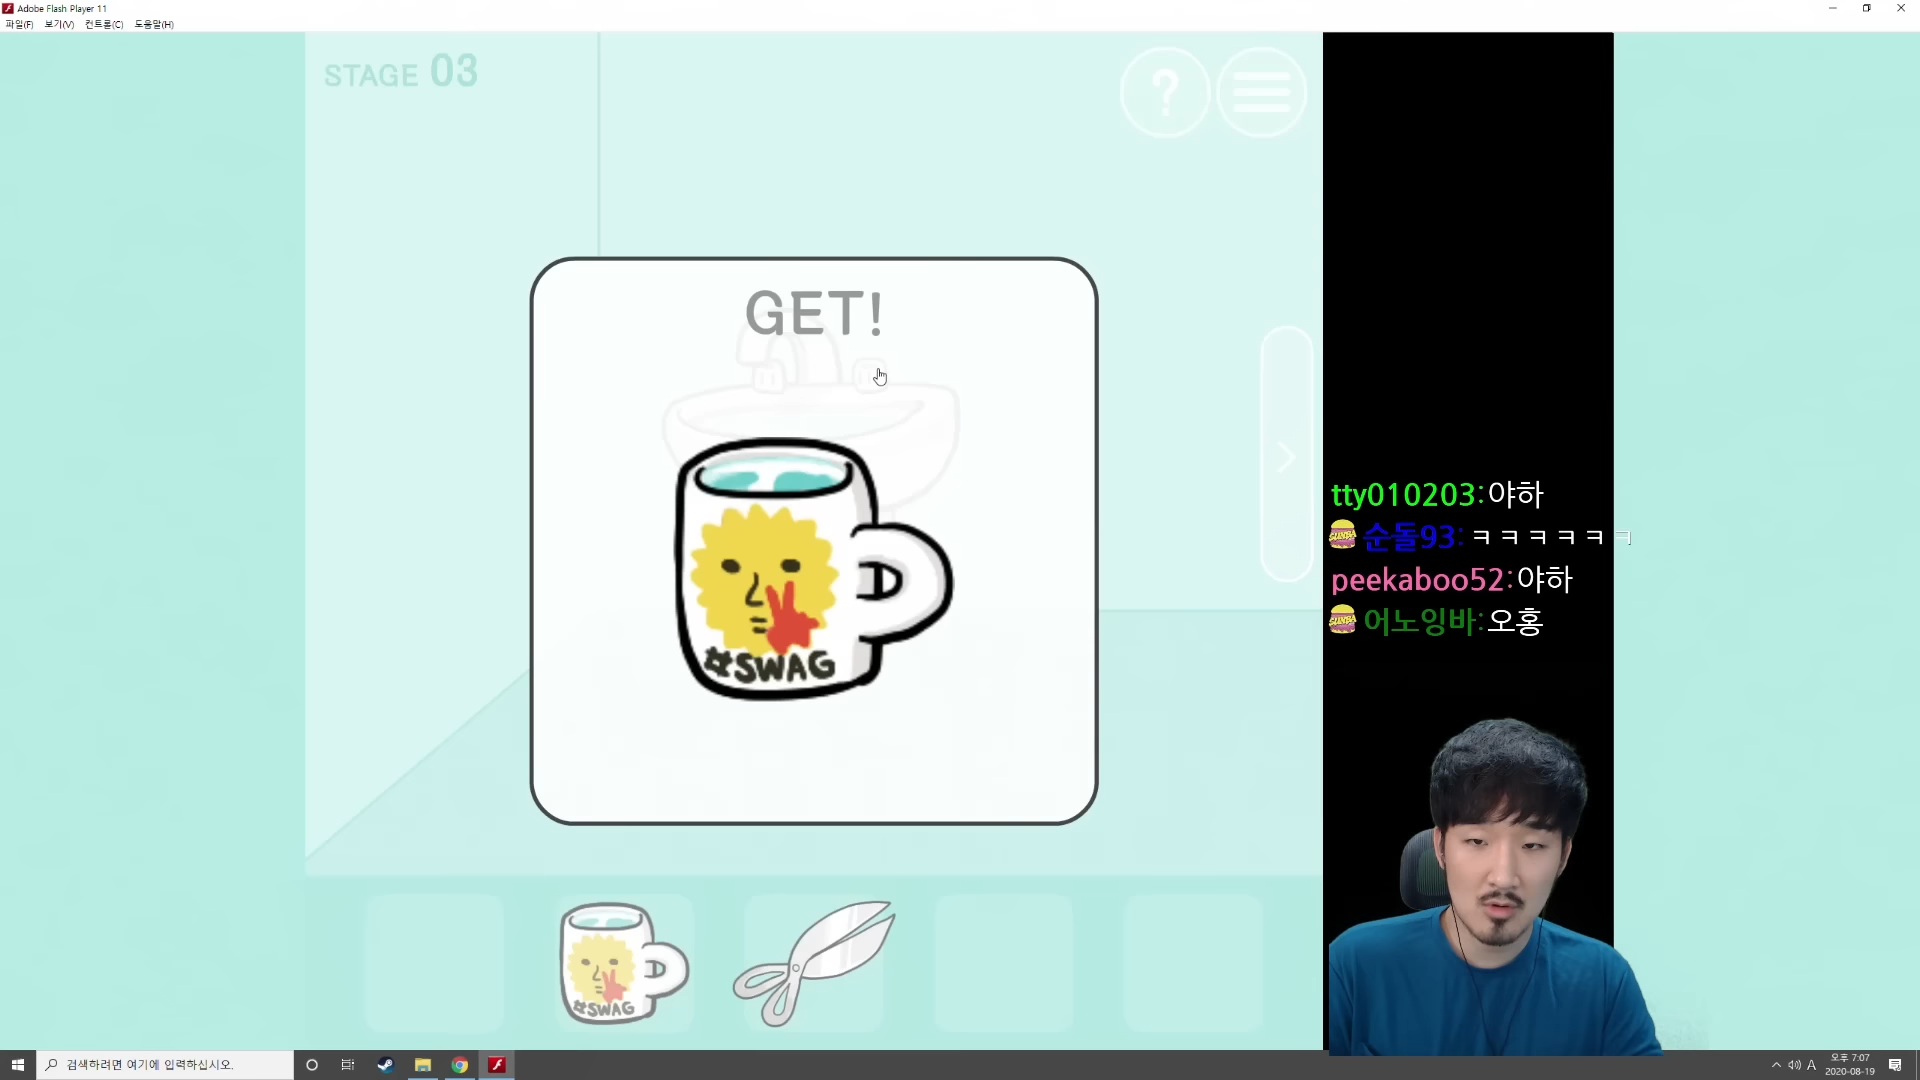 Adobe Flash Player 11
파일(F) 보기(V) 컨트롤(C) 도움말(H)
STAGE 03
?
GET!
#SWAG
tty010203:야하
순돌93:ㅋㅋㅋㅋㅋㅋ
peekaboo52:야하
어노잉바:오홍
#SWAG
검색하려면 여기에 입력하십시오.
A
오후 7:07
2020-08-19